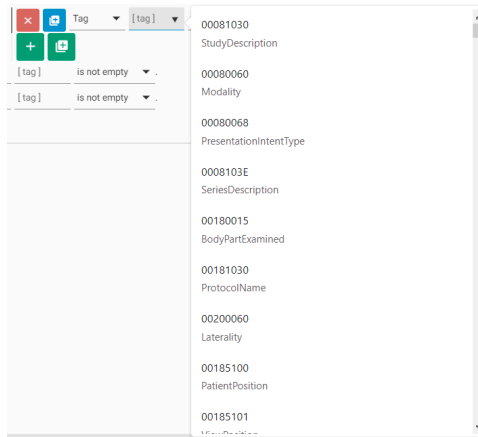 Tag [ tag ]
[ tag ] is not empty .
[ tag ] is not empty .
00081030
StudyDescription
00080060
Modality
00080068
PresentationIntentType
0008103E
SeriesDescription
00180015
BodyPartExamined
00181030
ProtocolName
00200060
Laterality
00185100
PatientPosition
00185101
ViewPosition